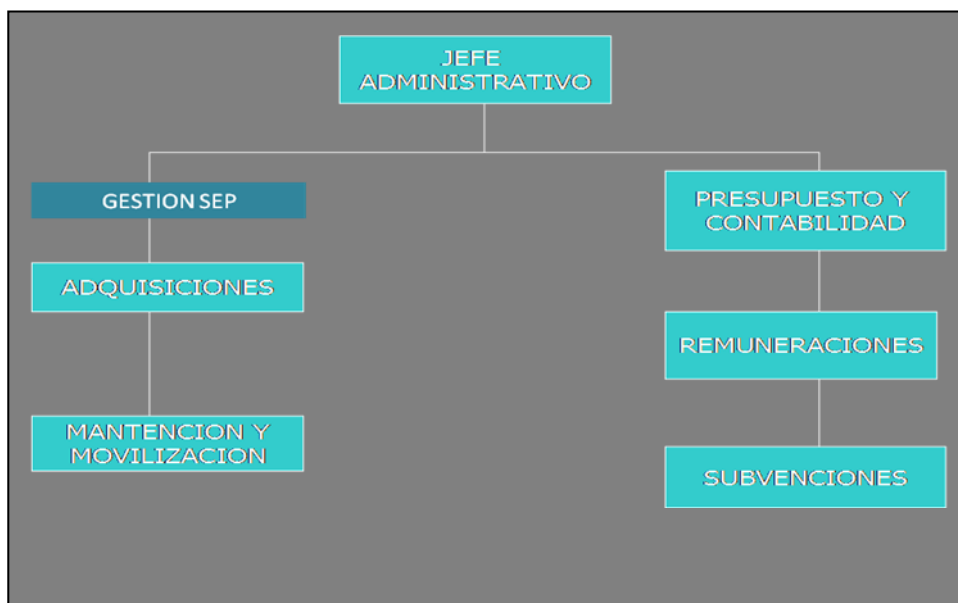 JEFE
ADMINISTRATIVO
GESTION SEP
PRESUPUESTO Y
CONTABILIDAD
ADQUISICIONES
REMUNERACIONES
MANTENCION Y
MOVILIZACION
SUBVENCIONES